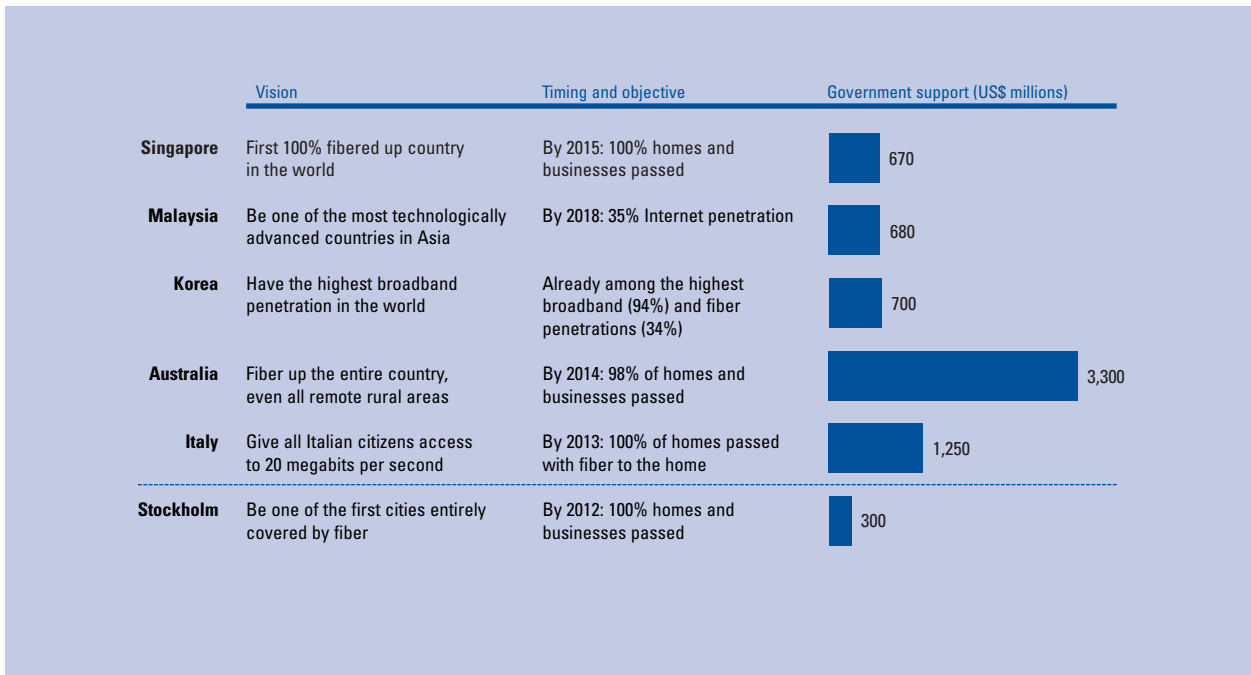 Vision Timing and objective Government support (US$ millions)
Singapore First 100% fibered up country By 2015: 100% homes and 670
in the world businesses passed
Malaysia Be one of the most technologically By 2018: 35% Internet penetration 680
advanced countries in Asia
Korea Have the highest broadband Already among the highest 700
penetration in the world broadband (94%) and fiber
penetrations (34%)
Australia Fiber up the entire country, By 2014: 98% of homes and 3,300
even all remote rural areas businesses passed
Italy Give all Italian citizens access By 2013: 100% of homes passed 1,250
to 20 megabits per second with fiber to the home
Stockholm Be one of the first cities entirely By 2012: 100% homes and 300
covered by fiber businesses passed